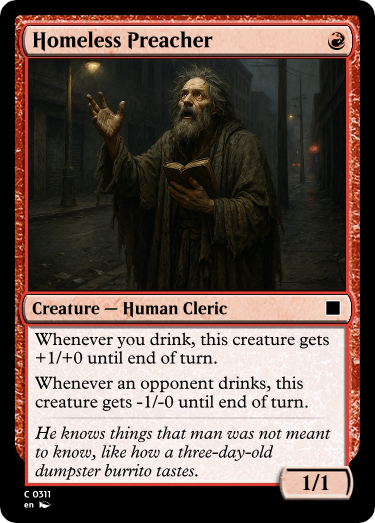 Homeless Preacher
Creature — Human Cleric
Whenever you drink, this creature gets
+1/+0 until end of turn.
Whenever an opponent drinks, this
creature gets -1/-0 until end of turn.
He knows things that man was not meant
to know, like how a three-day-old
dumpster burrito tastes.
1/1
C 0311
en